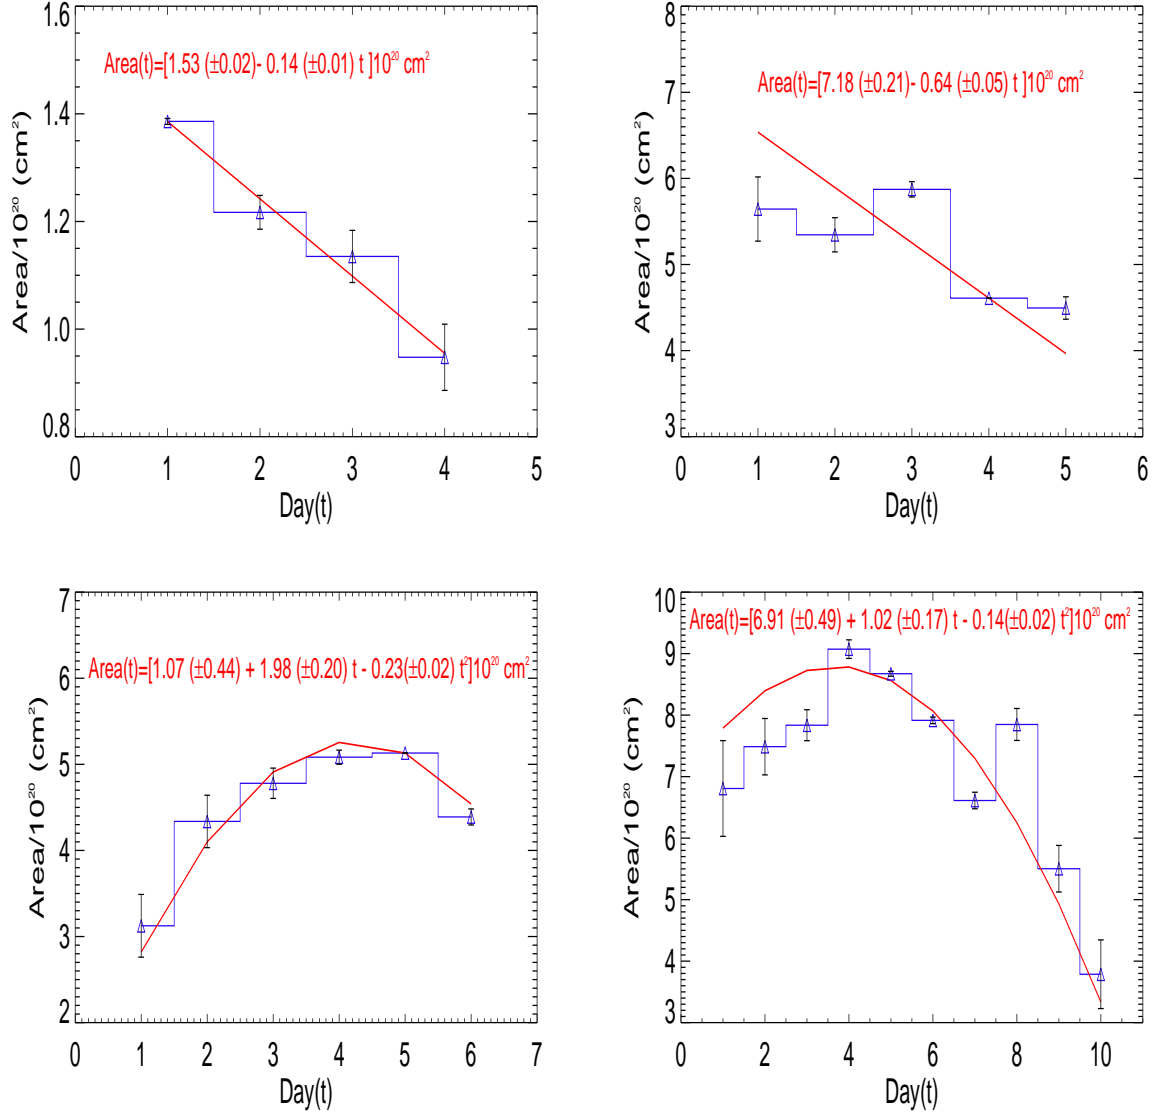 Area(t)=[1.53 (±0.02)- 0.14 (±0.01) t ]10²⁰ cm²
Area/10²⁰ (cm²)
1.6
1.4
1.2
1.0
0.8
0 1 2 3 4 5
Day(t)
Area(t)=[7.18 (±0.21)- 0.64 (±0.05) t ]10²⁰ cm²
Area/10²⁰ (cm²)
8
7
6
5
4
3
0 1 2 3 4 5 6
Day(t)
Area(t)=[1.07 (±0.44) + 1.98 (±0.20) t - 0.23(±0.02) t²]10²⁰ cm²
Area/10²⁰ (cm²)
7
6
5
4
3
2
0 1 2 3 4 5 6 7
Day(t)
Area(t)=[6.91 (±0.49) + 1.02 (±0.17) t - 0.14(±0.02) t²]10²⁰ cm²
Area/10²⁰ (cm²)
10
9
8
7
6
5
4
3
0 2 4 6 8 10
Day(t)